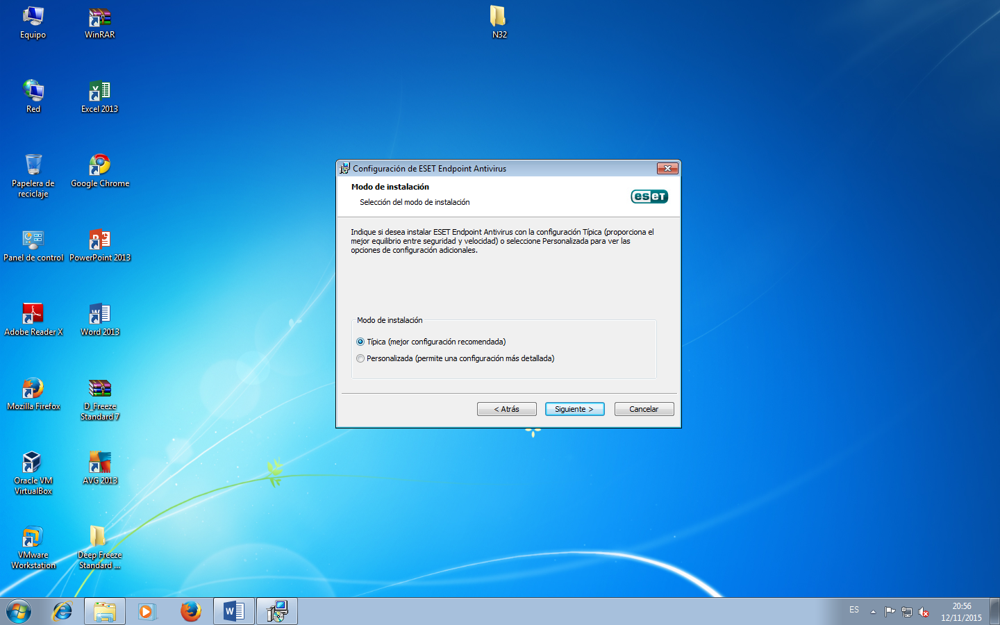 Equipo
WinRAR
N32
Red
Excel 2013
Papelera de
reciclaje
Google Chrome
Panel de control
PowerPoint 2013
Adobe Reader X
Word 2013
Mozilla Firefox
D_Freeze
Standard 7
Oracle VM
VirtualBox
AVG 2013
VMware
Workstation
Deep Freeze
Standard ...
Configuración de ESET Endpoint Antivirus
Modo de instalación
Selección del modo de instalación
eseT
Indique si desea instalar ESET Endpoint Antivirus con la configuración Típica (proporciona el
mejor equilibrio entre seguridad y velocidad) o seleccione Personalizada para ver las
opciones de configuración adicionales.
Modo de instalación
Típica (mejor configuración recomendada)
Personalizada (permite una configuración más detallada)
< Atrás
Siguiente >
Cancelar
ES
20:56
12/11/2015